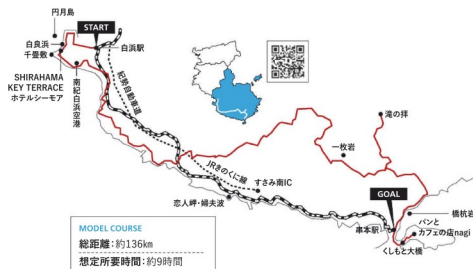 円月島
START
白良浜
千畳敷
白浜駅
SHIRAHAMA
KEY TERRACE
ホテルシーモア
南紀白浜空港
紀勢自動車道
滝の拝
一枚岩
JRきのくに線
すさみ南IC
恋人岬・婦夫波
GOAL
橋杭岩
串本駅
パンと
カフェの店nagi
くしもと大橋
MODEL COURSE
総距離:約136km
想定所要時間:約9時間